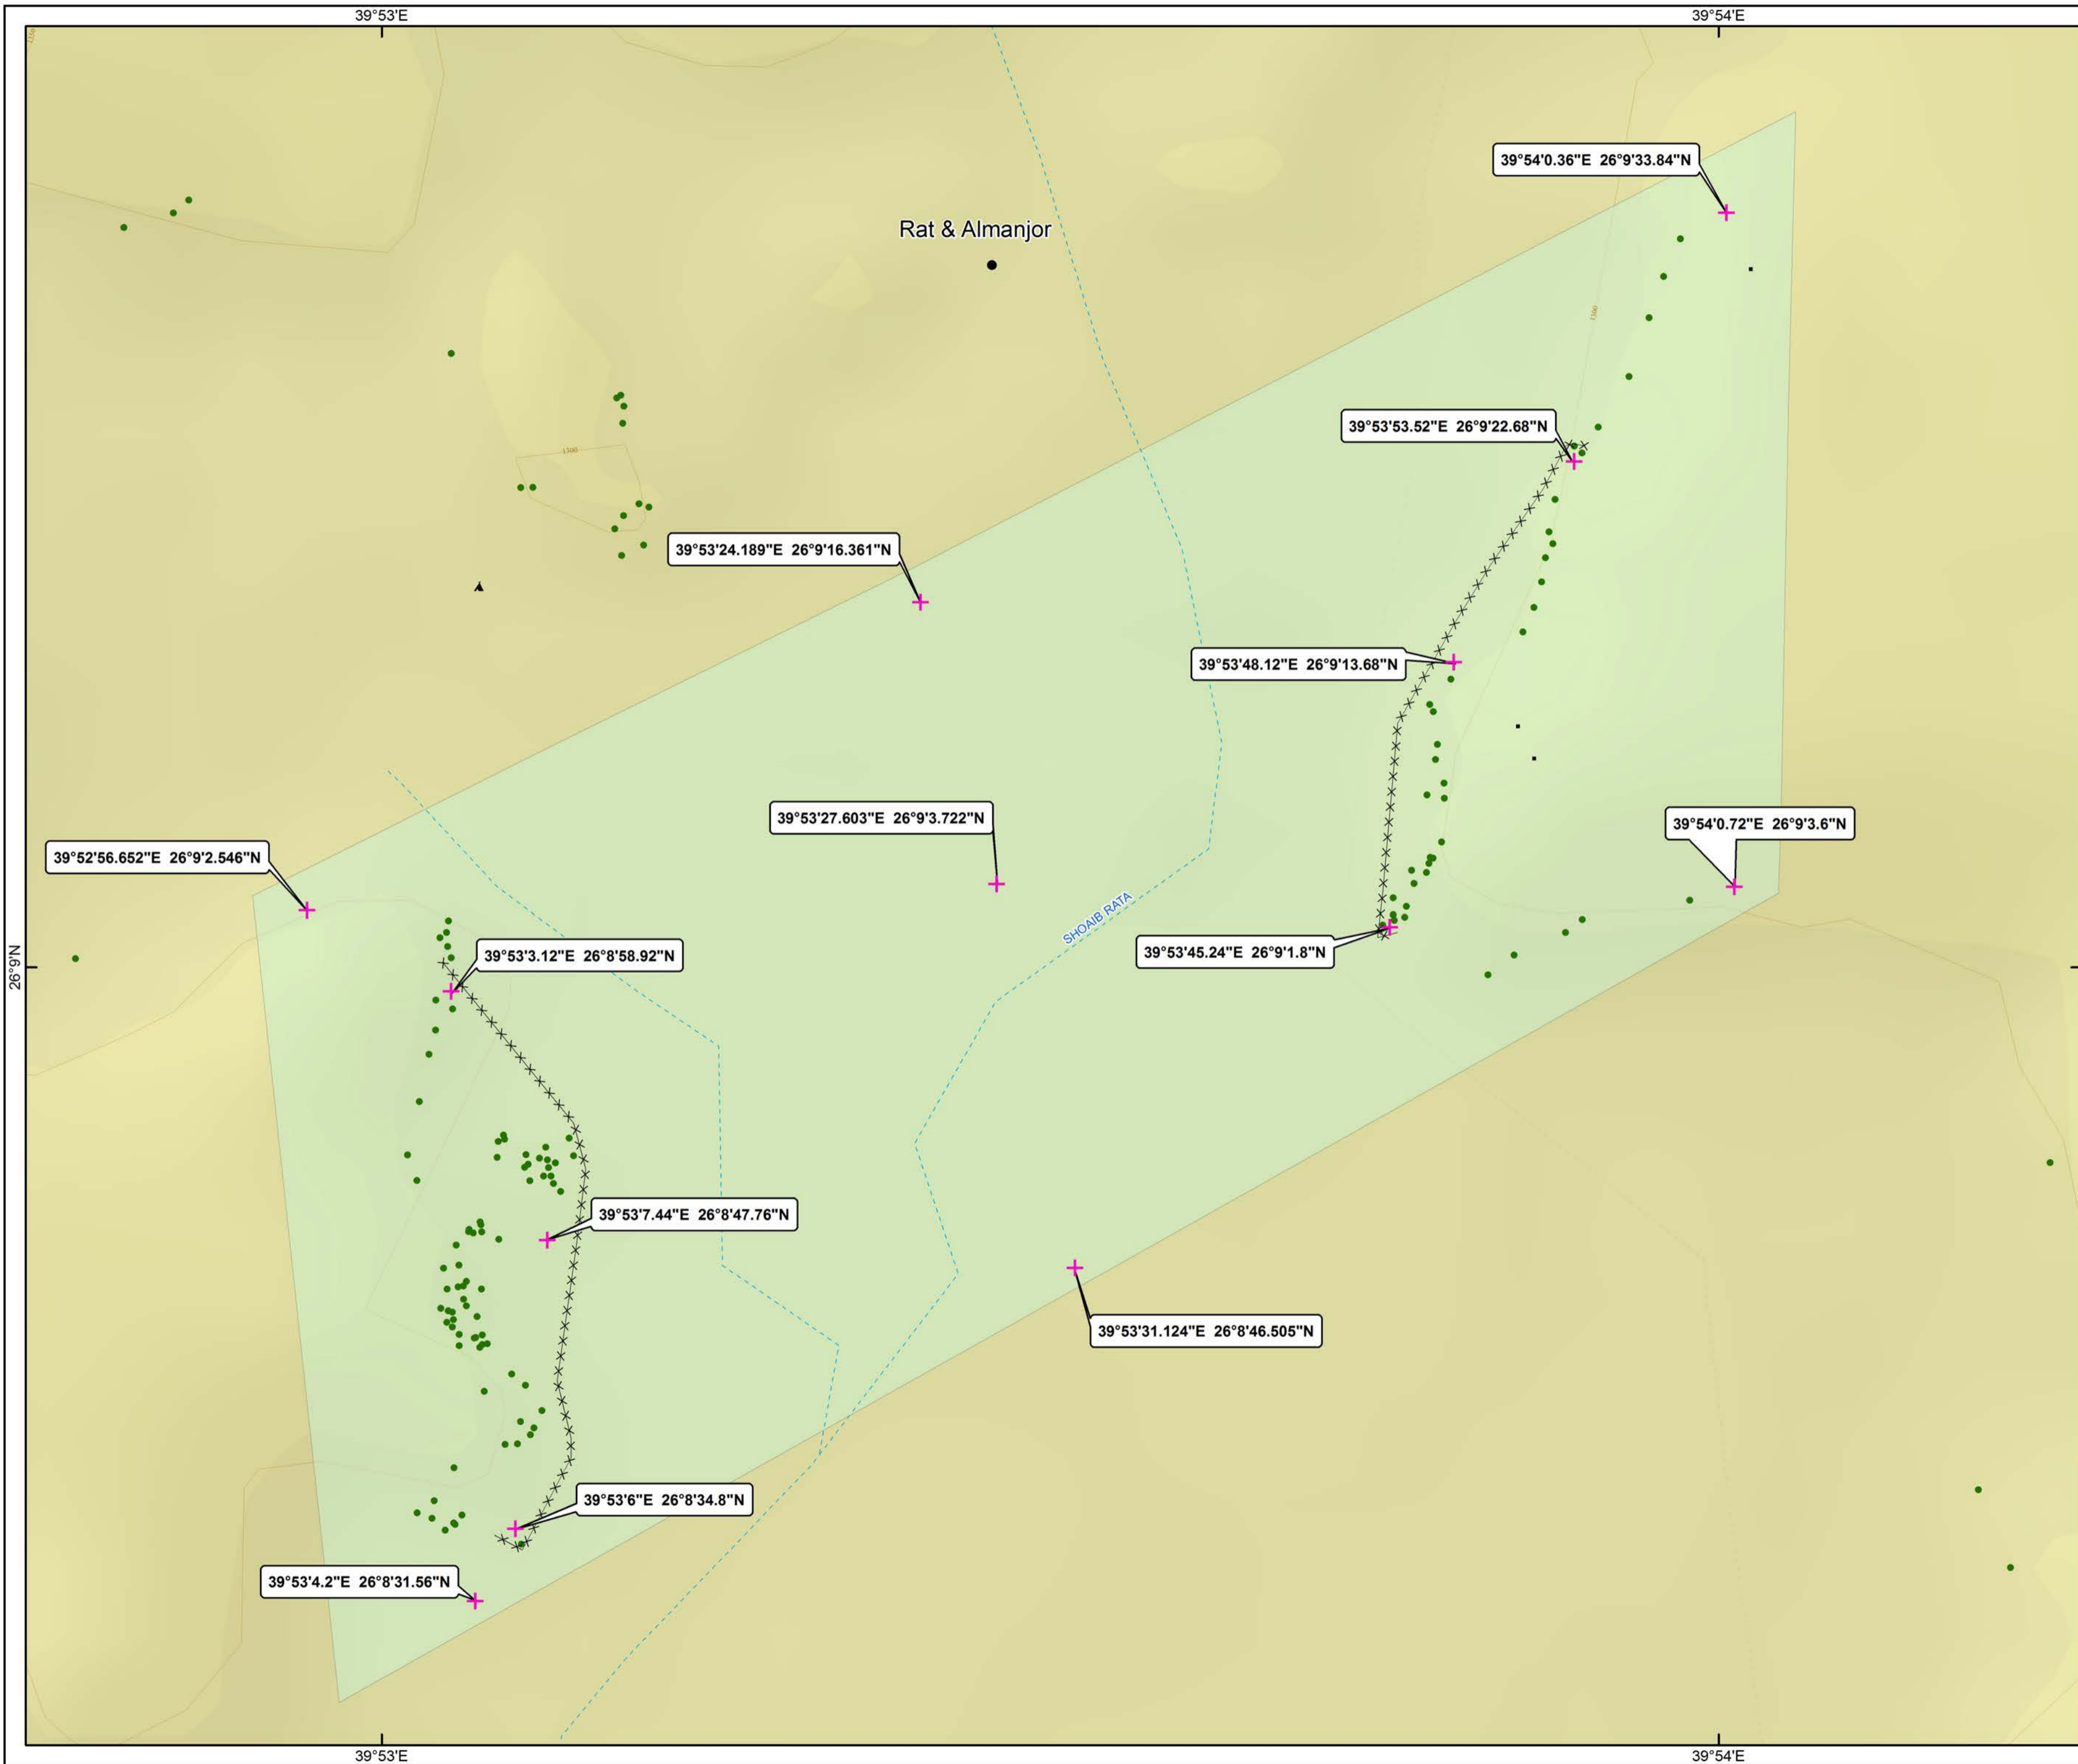 39°53'E
39°54'E
1350
39°54'0.36"E 26°9'33.84"N
Rat & Almanjor
1300
39°53'53.52"E 26°9'22.68"N
1300
39°53'24.189"E 26°9'16.361"N
39°53'48.12"E 26°9'13.68"N
39°53'27.603"E 26°9'3.722"N
39°54'0.72"E 26°9'3.6"N
39°52'56.652"E 26°9'2.546"N
SHOAIB RATA
39°53'45.24"E 26°9'1.8"N
39°53'3.12"E 26°8'58.92"N
26°9'N
39°53'7.44"E 26°8'47.76"N
39°53'31.124"E 26°8'46.505"N
39°53'6"E 26°8'34.8"N
39°53'4.2"E 26°8'31.56"N
39°53'E
39°54'E